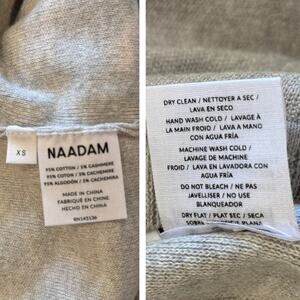 XS
NAADAM
95% COTTON / 5% CASHMERE
95% COTON / 5% CACHEMIRE
95% ALGODÓN / 5% CACHEMIRA
MADE IN CHINA
FABRIQUÉ EN CHINE
HECHO EN CHINA
RN145136
DRY CLEAN / NETTOYER A SEC /
LAVA EN SECO
HAND WASH COLD / LAVAGE À
LA MAIN FROID / LAVA A MANO
CON AGUA FRÍA
MACHINE WASH COLD /
LAVAGE DE MACHINE
FROID / LAVA EN LAVADORA CON
AGUA FRÍA
DO NOT BLEACH / NE PAS
JAVELLISER / NO USE
BLANQUEADOR
DRY FLAT / PLAT SEC / SECA
SOBRE PLANA